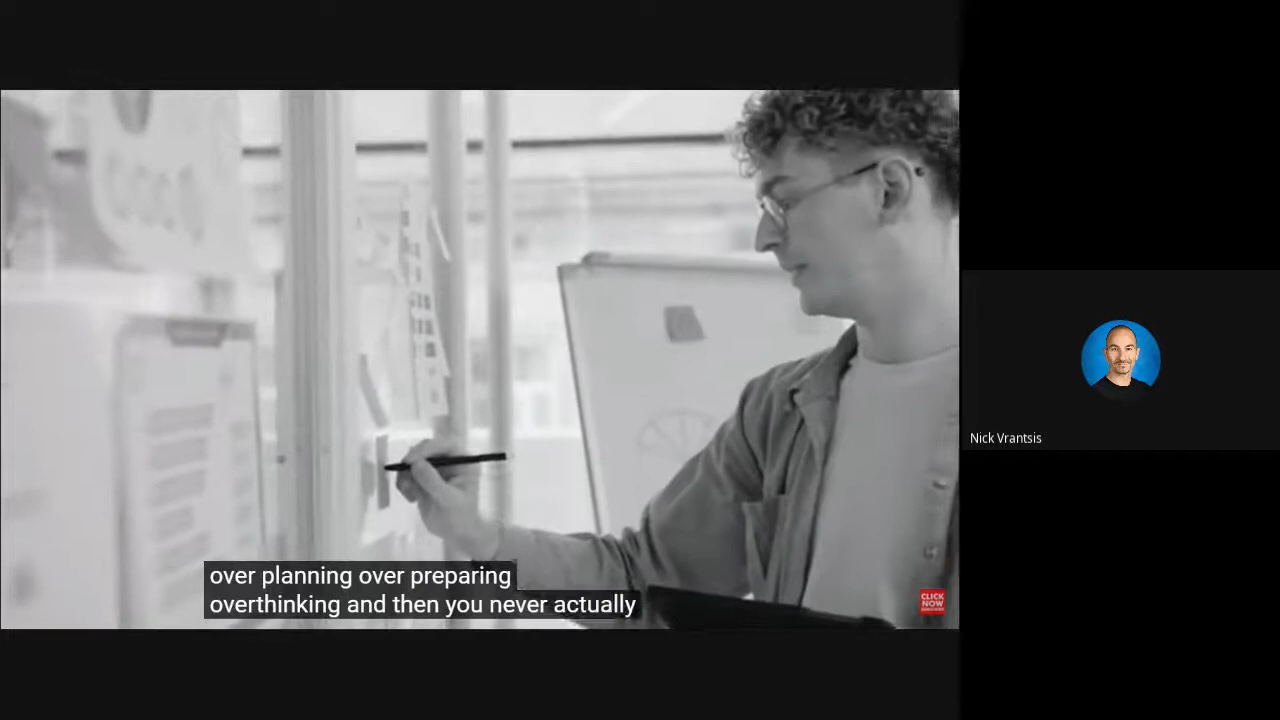 over planning over preparing
overthinking and then you never actually
CLICK
NOW
Nick Vrantsis